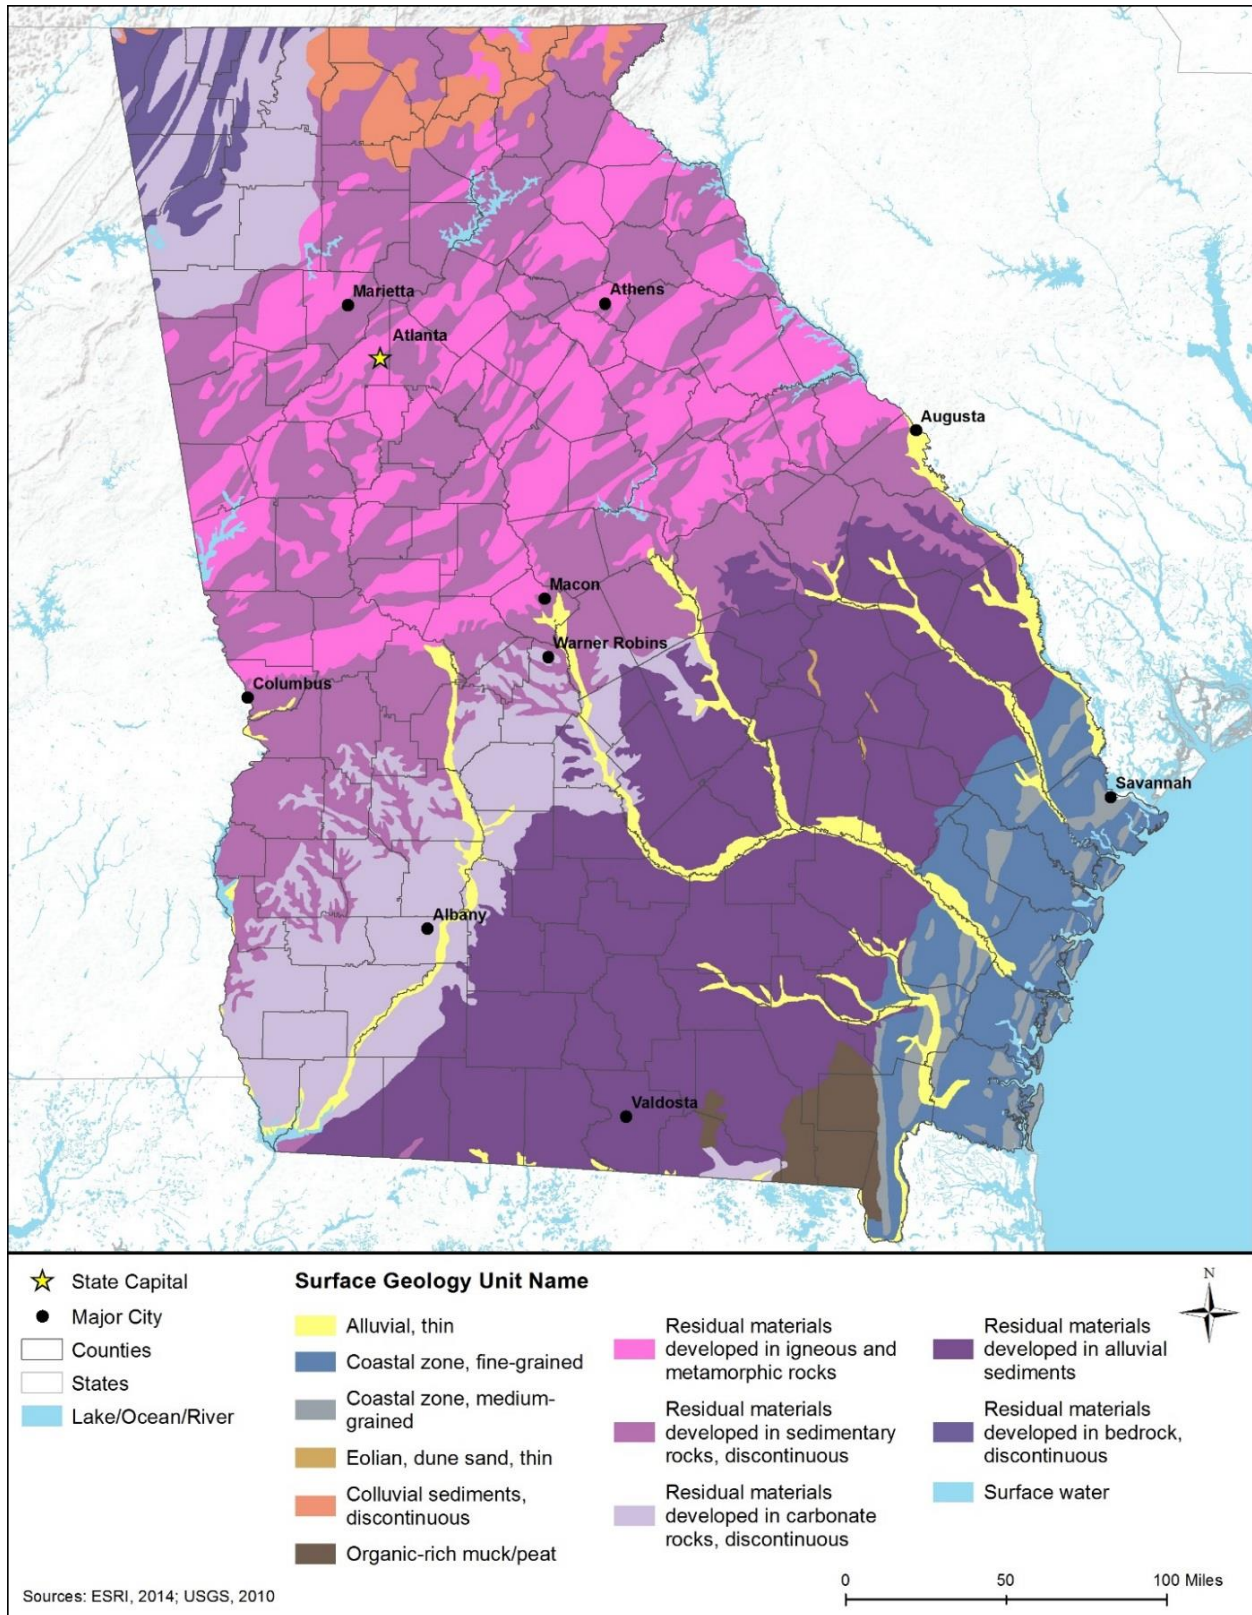 Marietta
Athens
Atlanta
Augusta
Macon
Warner Robins
Columbus
Savannah
Albany
Valdosta
State Capital
Major City
Counties
States
Lake/Ocean/River
Surface Geology Unit Name
Alluvial, thin
Coastal zone, fine-grained
Coastal zone, medium-
grained
Eolian, dune sand, thin
Colluvial sediments,
discontinuous
Organic-rich muck/peat
Residual materials
developed in igneous and
metamorphic rocks
Residual materials
developed in sedimentary
rocks, discontinuous
Residual materials
developed in carbonate
rocks, discontinuous
Residual materials
developed in alluvial
sediments
Residual materials
developed in bedrock,
discontinuous
Surface water
N
0 50 100 Miles
Sources: ESRI, 2014; USGS, 2010